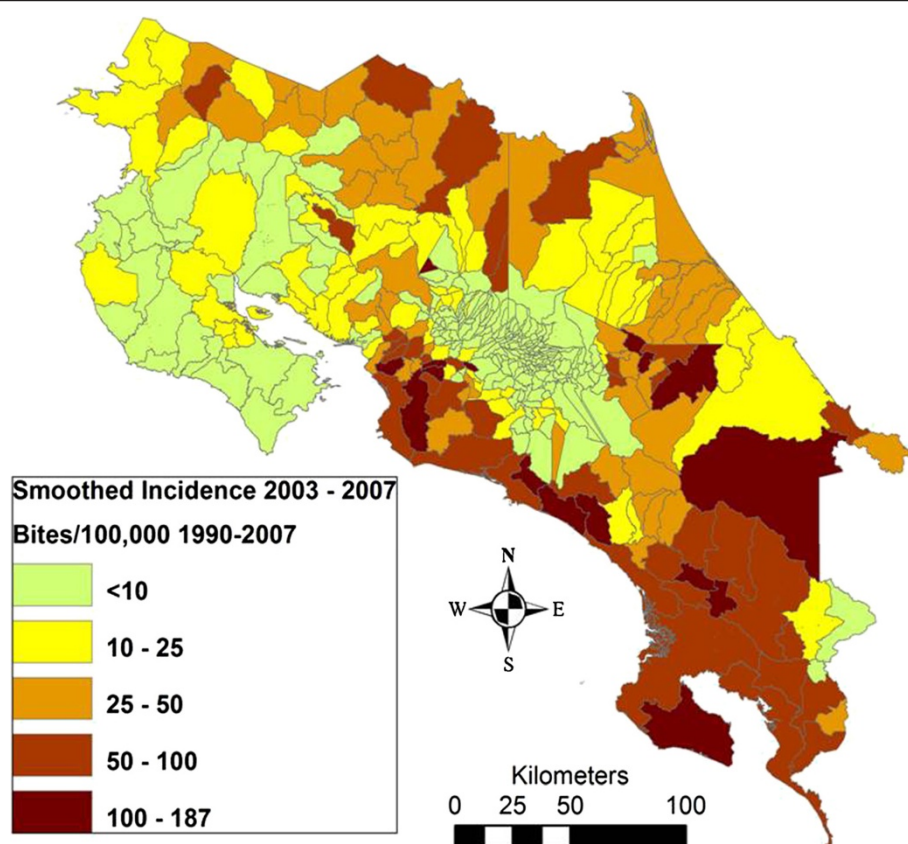 Smoothed Incidence 2003 - 2007
Bites/100,000 1990-2007
<10
10 - 25
25 - 50
50 - 100
100 - 187
N
W E
S
Kilometers
0 25 50 100